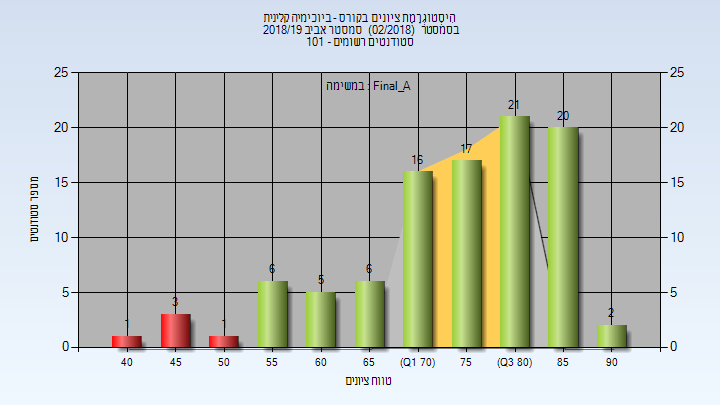 היסטוגרמת ציונים בקורס - ביוכימיה קלינית
בסמסטר (02/2018) סמסטר אביב 2018/19
סטודנטים רשומים - 101
במשימה : Final_A
מספר סטודנטים
25 25
20 20
15 15
10 10
5 5
0 0
1 3 1 6 5 6 16 17 21 20 2
40 45 50 55 60 65 (Q1 70) 75 (Q3 80) 85 90
טווח ציונים